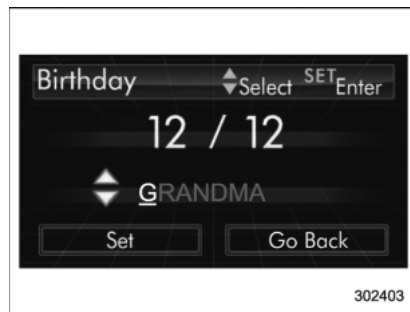 Birthday Select SET Enter
12 / 12
GRANDMA
Set Go Back
302403